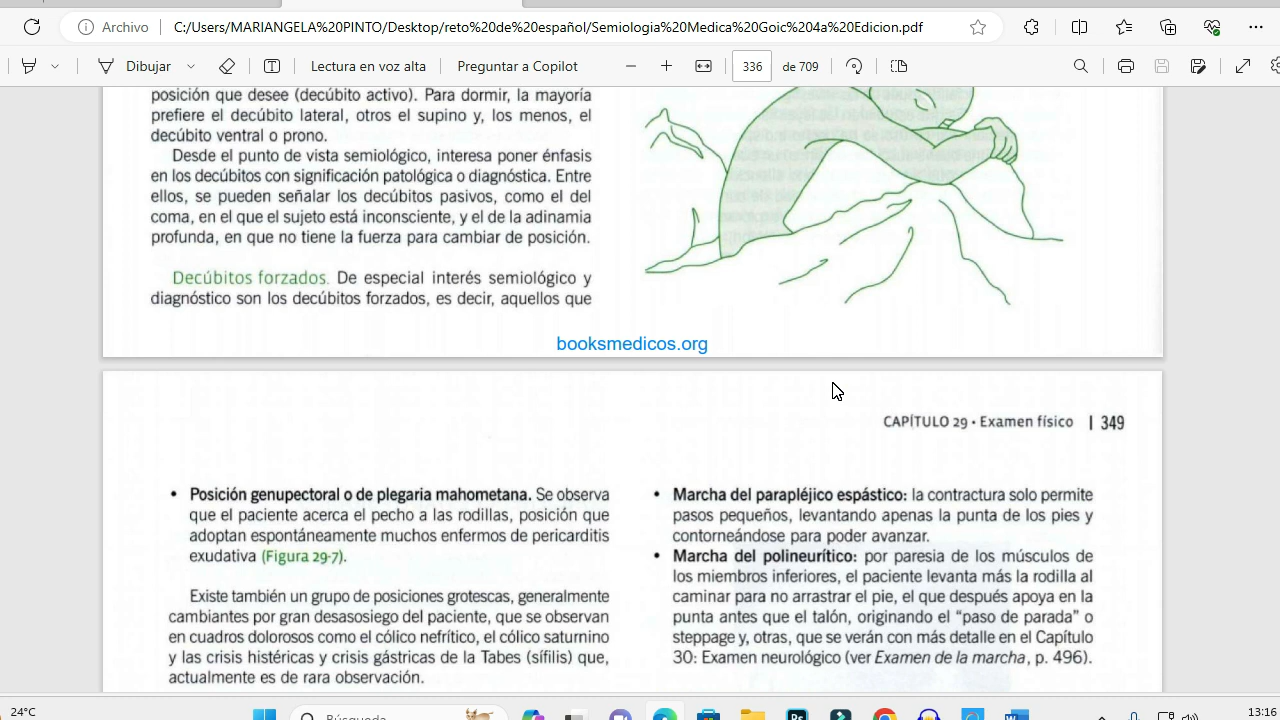 Archivo
C:/Users/MARIANGELA%20PINTO/Desktop/reto%20de%20español/Semiologia%20Medica%20Goic%204a%20Edicion.pdf
Dibujar
Lectura en voz alta
Preguntar a Copilot
336
de 709
posición que desee (decúbito activo). Para dormir, la mayoría
prefiere el decúbito lateral, otros el supino y, los menos, el
decúbito ventral o prono.
Desde el punto de vista semiológico, interesa poner énfasis
en los decúbitos con significación patológica o diagnóstica. Entre
ellos, se pueden señalar los decúbitos pasivos, como el del
coma, en el que el sujeto está inconsciente, y el de la adinamia
profunda, en que no tiene la fuerza para cambiar de posición.
Decúbitos forzados. De especial interés semiológico y
diagnóstico son los decúbitos forzados, es decir, aquellos que
booksmedicos.org
CAPÍTULO 29 • Examen físico | 349
• Posición genupectoral o de plegaria mahometana. Se observa
que el paciente acerca el pecho a las rodillas, posición que
adoptan espontáneamente muchos enfermos de pericarditis
exudativa (Figura 29-7).
Existe también un grupo de posiciones grotescas, generalmente
cambiantes por gran desasosiego del paciente, que se observan
en cuadros dolorosos como el cólico nefrítico, el cólico saturnino
y las crisis histéricas y crisis gástricas de la Tabes (sífilis) que,
actualmente es de rara observación.
• Marcha del parapléjico espástico: la contractura solo permite
pasos pequeños, levantando apenas la punta de los pies y
contorneándose para poder avanzar.
• Marcha del polineurítico: por paresia de los músculos de
los miembros inferiores, el paciente levanta más la rodilla al
caminar para no arrastrar el pie, el que después apoya en la
punta antes que el talón, originando el "paso de parada" o
steppage y, otras, que se verán con más detalle en el Capítulo
30: Examen neurológico (ver Examen de la marcha, p. 496).
24°C
Búsqueda
13:16